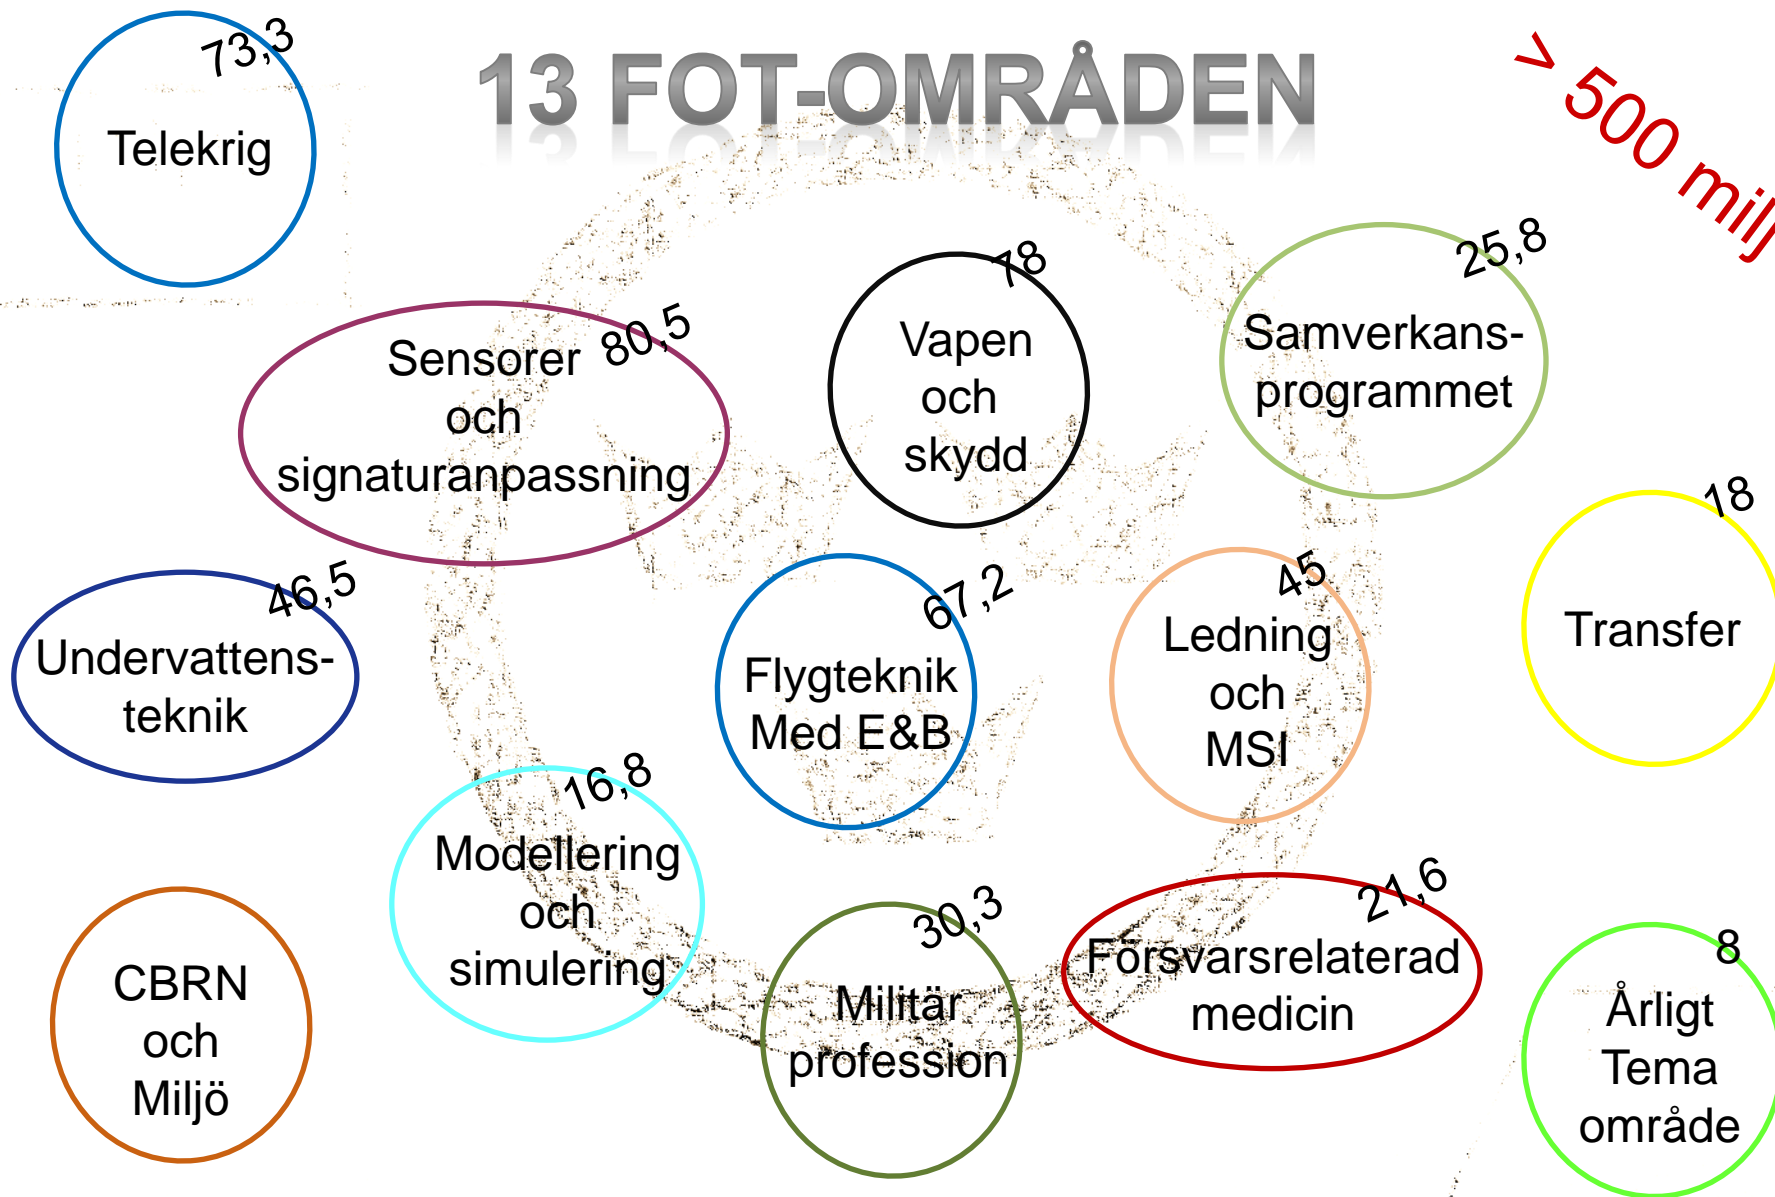 13 FOT-OMRÅDEN
> 500 milj
73,3
Telekrig
80,5
Sensorer
och
signaturanpassning
78
Vapen
och
skydd
25,8
Samverkans-
programmet
18
Transfer
46,5
Undervattens-
teknik
67,2
Flygteknik
Med E&B
45
Ledning
och
MSI
16,8
Modellering
och
simulering
CBRN
och
Miljö
30,3
Militär
profession
21,6
Försvarsrelaterad
medicin
8
Årligt
Tema
område